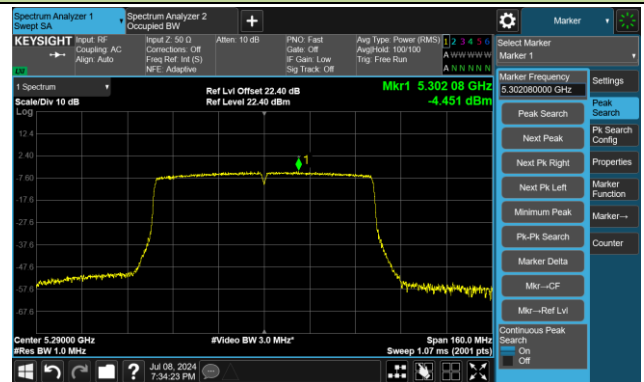 Spectrum Analyzer 1
Swept SA
Spectrum Analyzer 2
Occupied BW
Marker
KEYSIGHT
Input: RF
Coupling: AC
Align: Auto
Input Z: 50 Ω
Corrections: Off
Freq Ref: Int (S)
NFE: Adaptive
Atten: 10 dB
PNO: Fast
Gate: Off
IF Gain: Low
Sig Track: Off
Avg Type: Power (RMS)
Avg|Hold: 100/100
Trig: Free Run
1 2 3 4 5 6
A W W W W W
A N N N N N
LW
Select Marker
Marker 1
1 Spectrum
Scale/Div 10 dB
Ref Lvl Offset 22.40 dB
Ref Level 22.40 dBm
Mkr1 5.302 08 GHz
-4.451 dBm
Log
12.4
2.40
-7.60
-17.6
-27.6
-37.6
-47.6
-57.6
-67.6
1
Center 5.29000 GHz
#Res BW 1.0 MHz
#Video BW 3.0 MHz*
Span 160.0 MHz
Sweep 1.07 ms (2001 pts)
Marker Frequency
5.302080000 GHz
Peak Search
Next Peak
Next Pk Right
Next Pk Left
Minimum Peak
Pk-Pk Search
Marker Delta
Mkr→CF
Mkr→Ref Lvl
Continuous Peak
Search
On
Off
Settings
Peak
Search
Pk Search
Config
Properties
Marker
Function
Marker→
Counter
?
Jul 08, 2024
7:34:23 PM